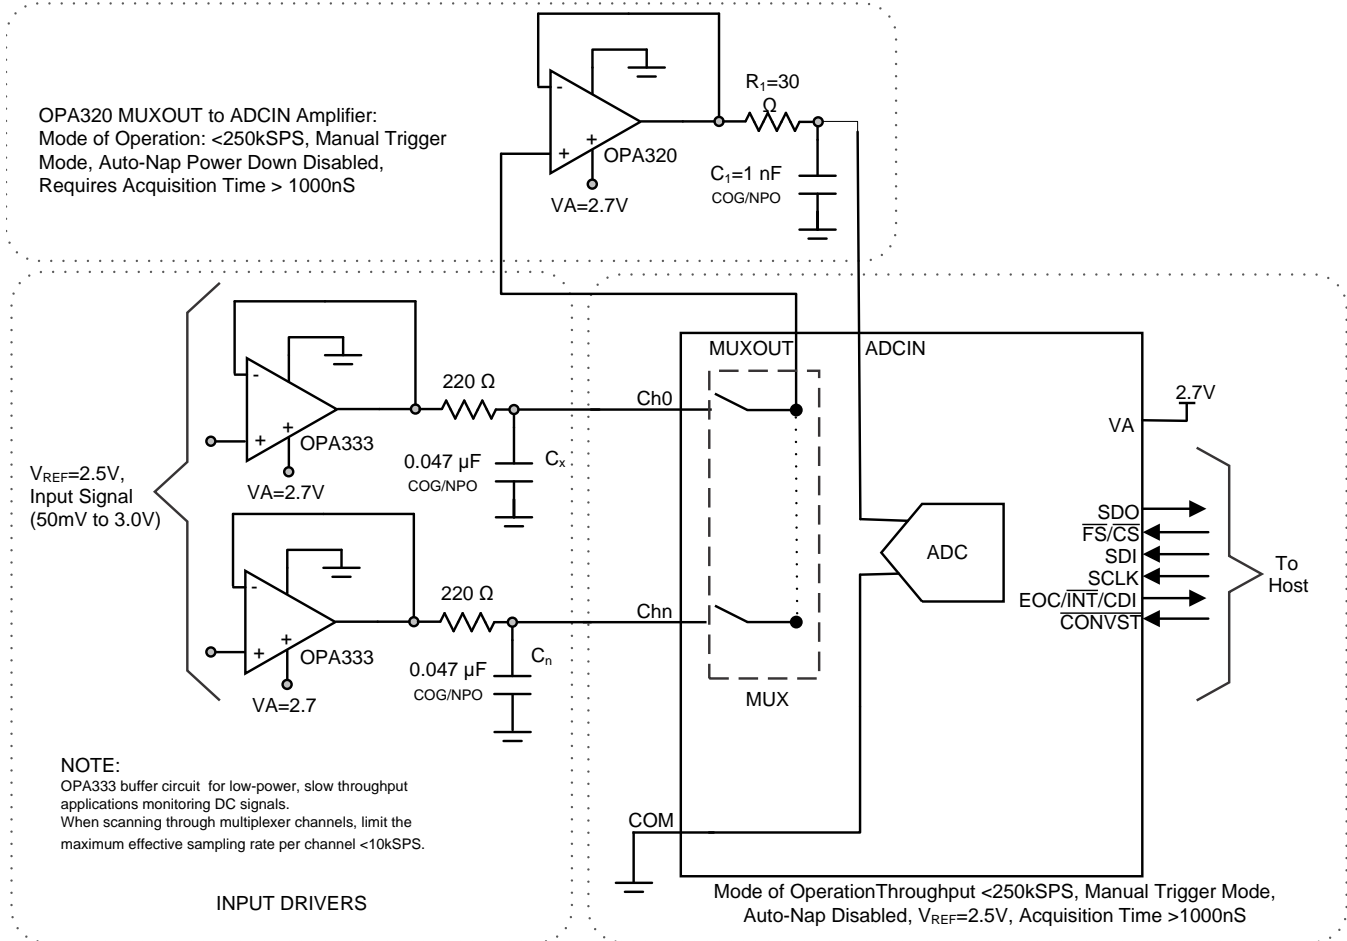 OPA320 MUXOUT to ADCIN Amplifier:
Mode of Operation: <250kSPS, Manual Trigger
Mode, Auto-Nap Power Down Disabled,
Requires Acquisition Time > 1000nS
-
+
+
OPA320
VA=2.7V
R₁=30
Ω
C₁=1 nF
COG/NPO
VREF=2.5V,
Input Signal
(50mV to 3.0V)
-
+
+
OPA333
VA=2.7V
220 Ω
0.047 µF
COG/NPO
Cx
-
+
+
OPA333
VA=2.7
220 Ω
0.047 µF
COG/NPO
Cn
NOTE:
OPA333 buffer circuit for low-power, slow throughput
applications monitoring DC signals.
When scanning through multiplexer channels, limit the
maximum effective sampling rate per channel <10kSPS.
INPUT DRIVERS
MUXOUT
ADCIN
Ch0
Chn
MUX
COM
ADC
2.7V
VA
SDO
F̅S̅/C̅S̅
SDI
SCLK
EOC/I̅N̅T̅/CDI
C̅O̅N̅V̅S̅T̅
To
Host
Mode of OperationThroughput <250kSPS, Manual Trigger Mode,
Auto-Nap Disabled, VREF=2.5V, Acquisition Time >1000nS